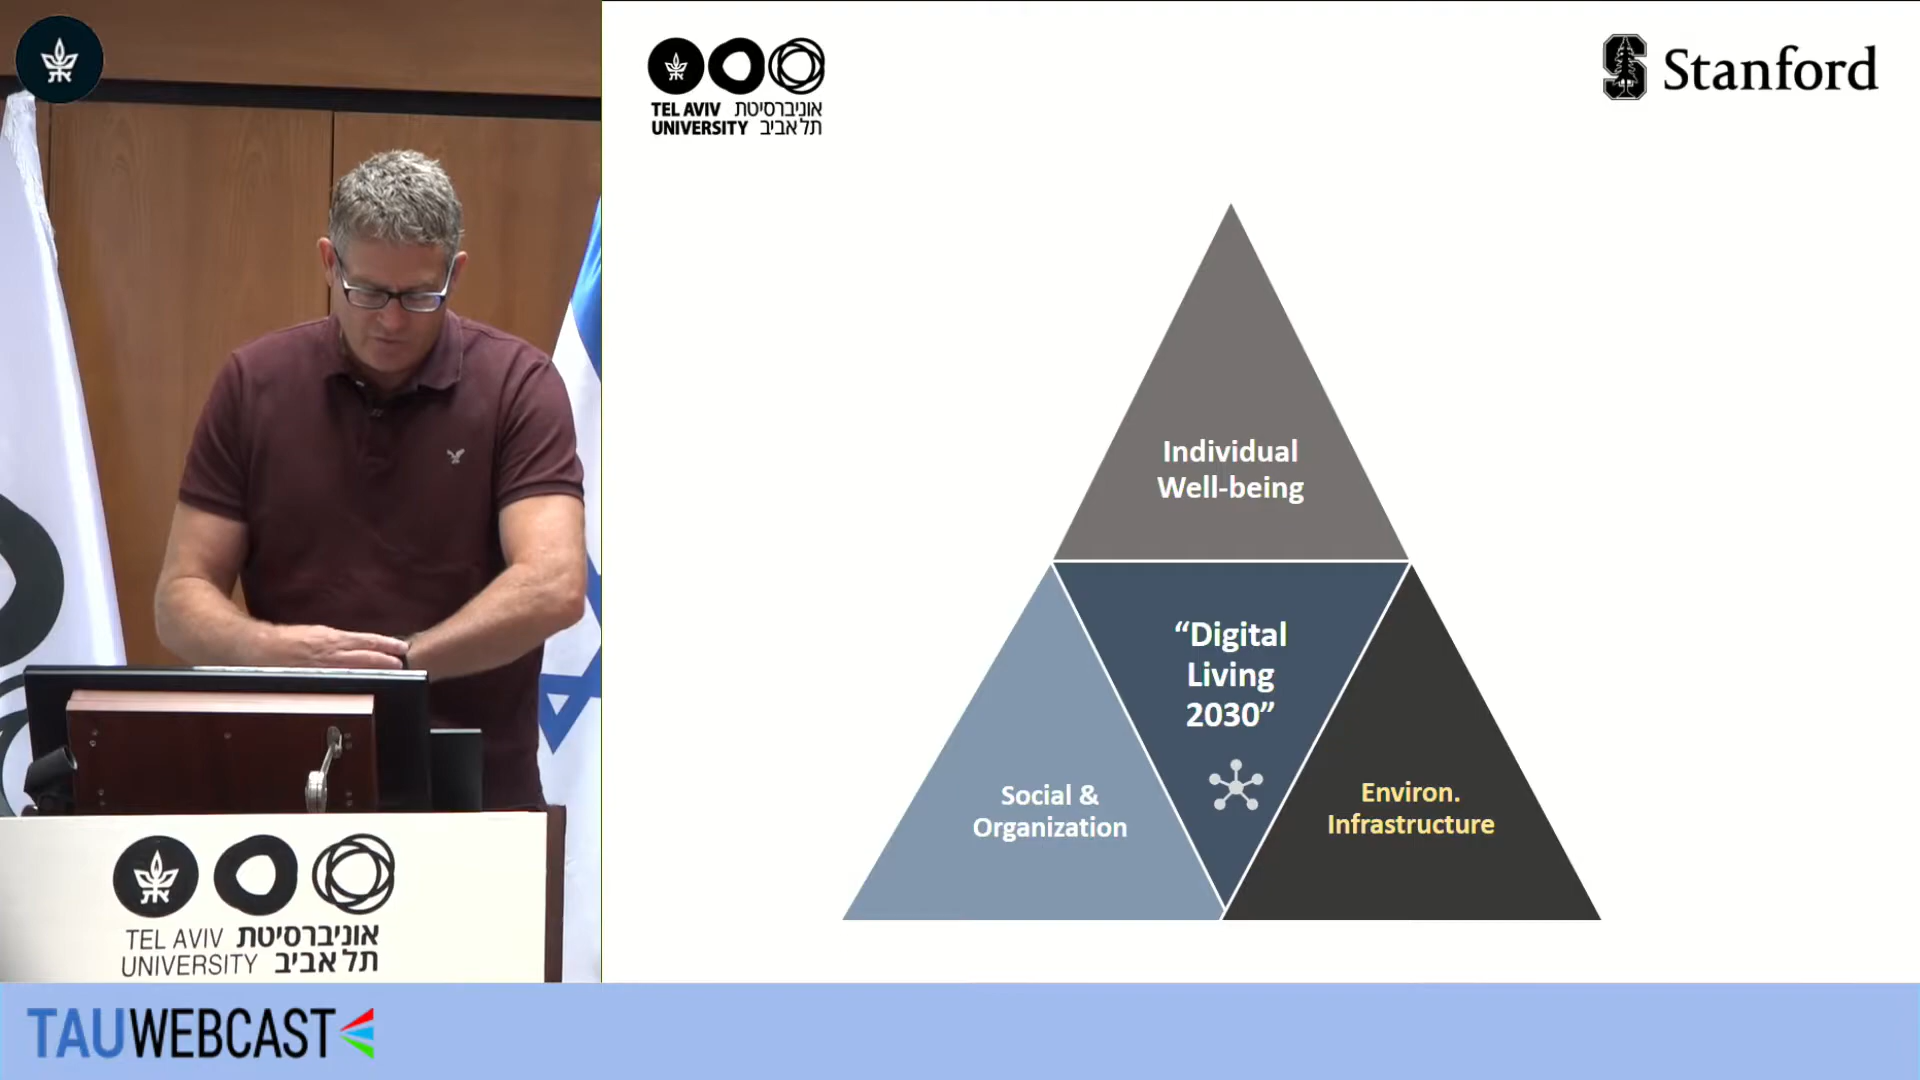 TEL AVIV אוניברסיטת
UNIVERSITY תל אביב
Stanford
Individual
Well-being
“Digital
Living
2030”
Social &
Organization
Environ.
Infrastructure
TEL AVIV אוניברסיטת
UNIVERSITY תל אביב
TAUWEBCAST